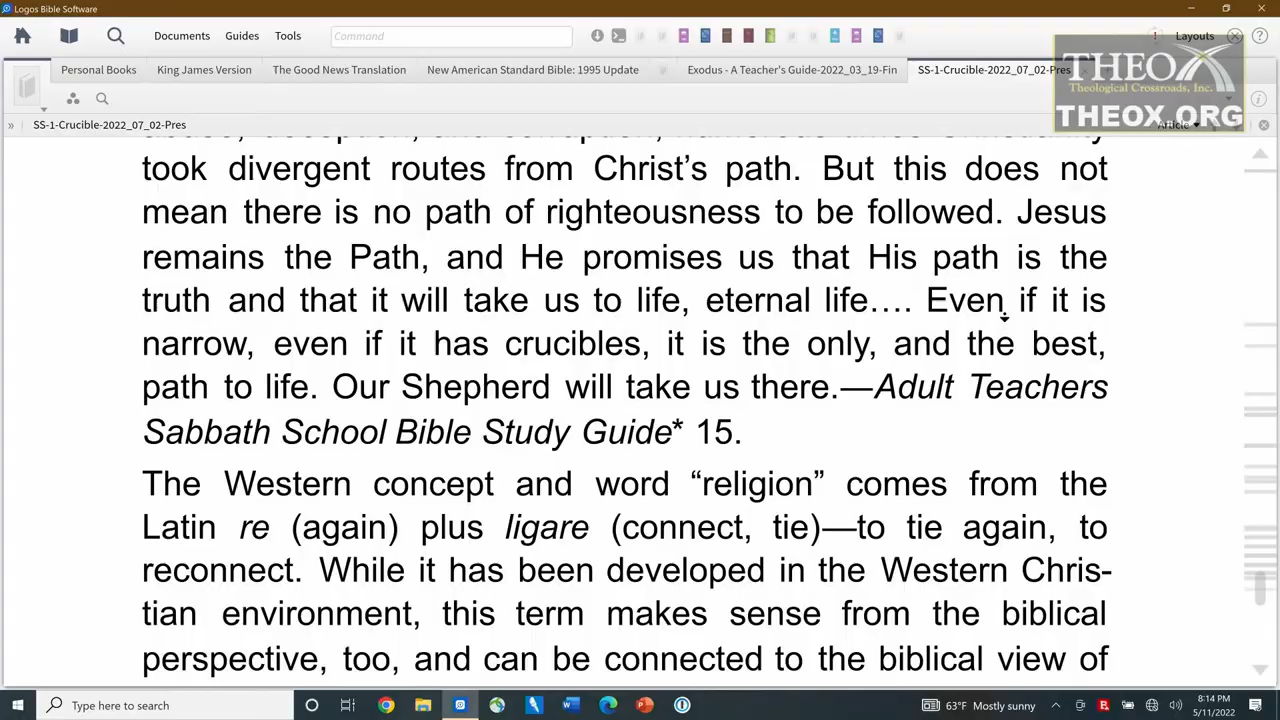 Logos Bible Software
Documents Guides Tools Command Layouts
Personal Books King James Version The Good News Translation New American Standard Bible: 1995 Update Exodus - A Teacher's Guide-2022_03_19-Fin SS-1-Crucible-2022_07_02-Pres
THEOX
Theological Crossroads, Inc.
THEOX.ORG
SS-1-Crucible-2022_07_02-Pres Article
took divergent routes from Christ’s path. But this does not
mean there is no path of righteousness to be followed. Jesus
remains the Path, and He promises us that His path is the
truth and that it will take us to life, eternal life…. Even if it is
narrow, even if it has crucibles, it is the only, and the best,
path to life. Our Shepherd will take us there.—Adult Teachers
Sabbath School Bible Study Guide* 15.
The Western concept and word “religion” comes from the
Latin re (again) plus ligare (connect, tie)—to tie again, to
reconnect. While it has been developed in the Western Chris-
tian environment, this term makes sense from the biblical
perspective, too, and can be connected to the biblical view of
Type here to search 63°F Mostly sunny 8:14 PM
5/11/2022